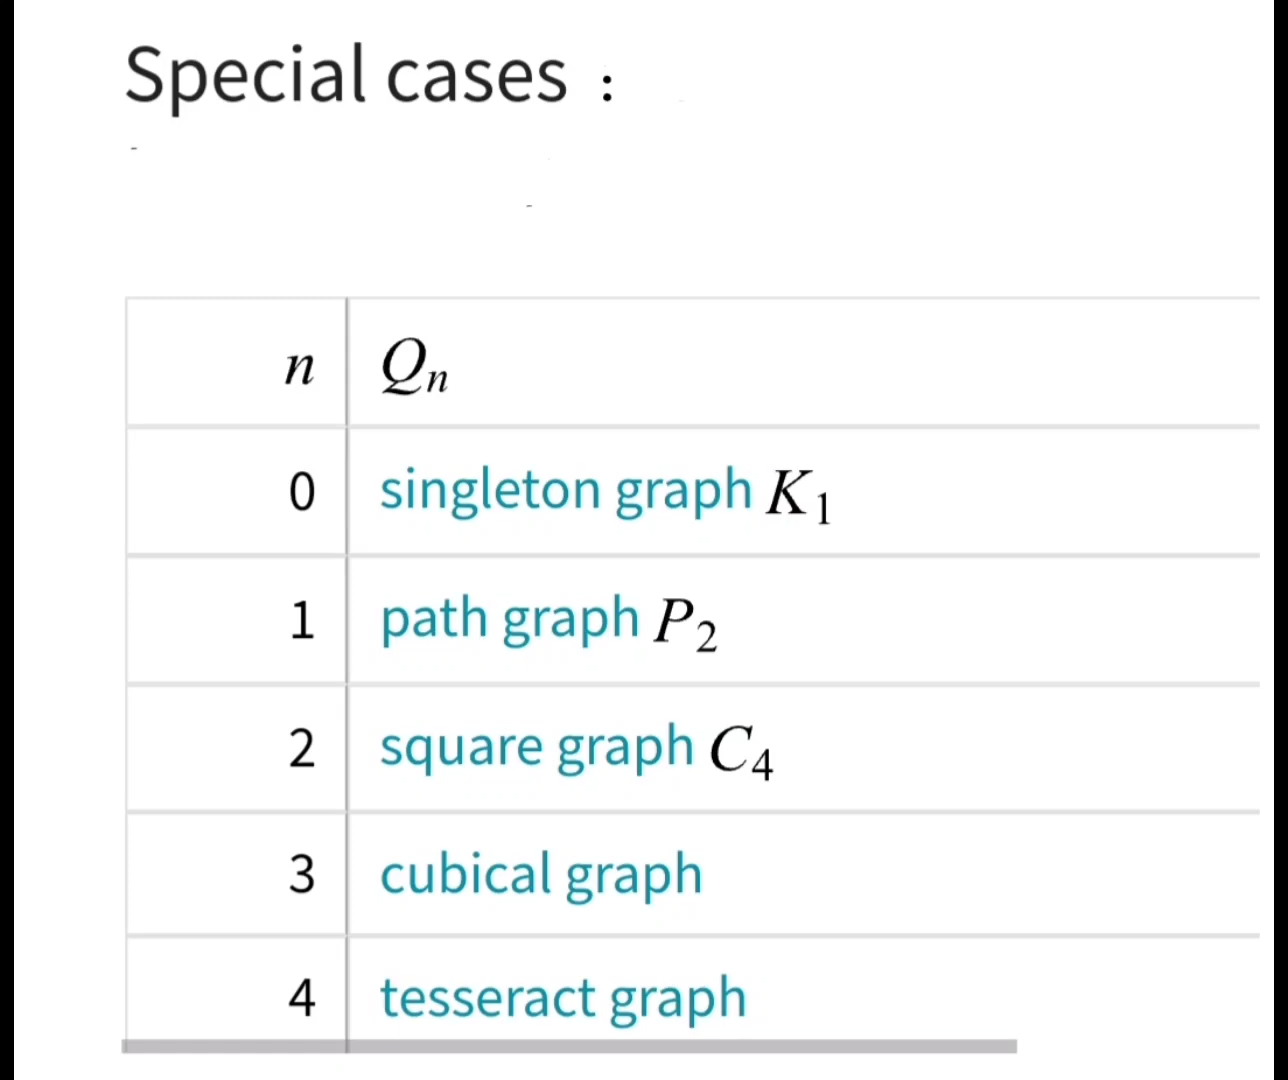 Special cases :
n Qₙ
0 singleton graph K₁
1 path graph P₂
2 square graph C₄
3 cubical graph
4 tesseract graph